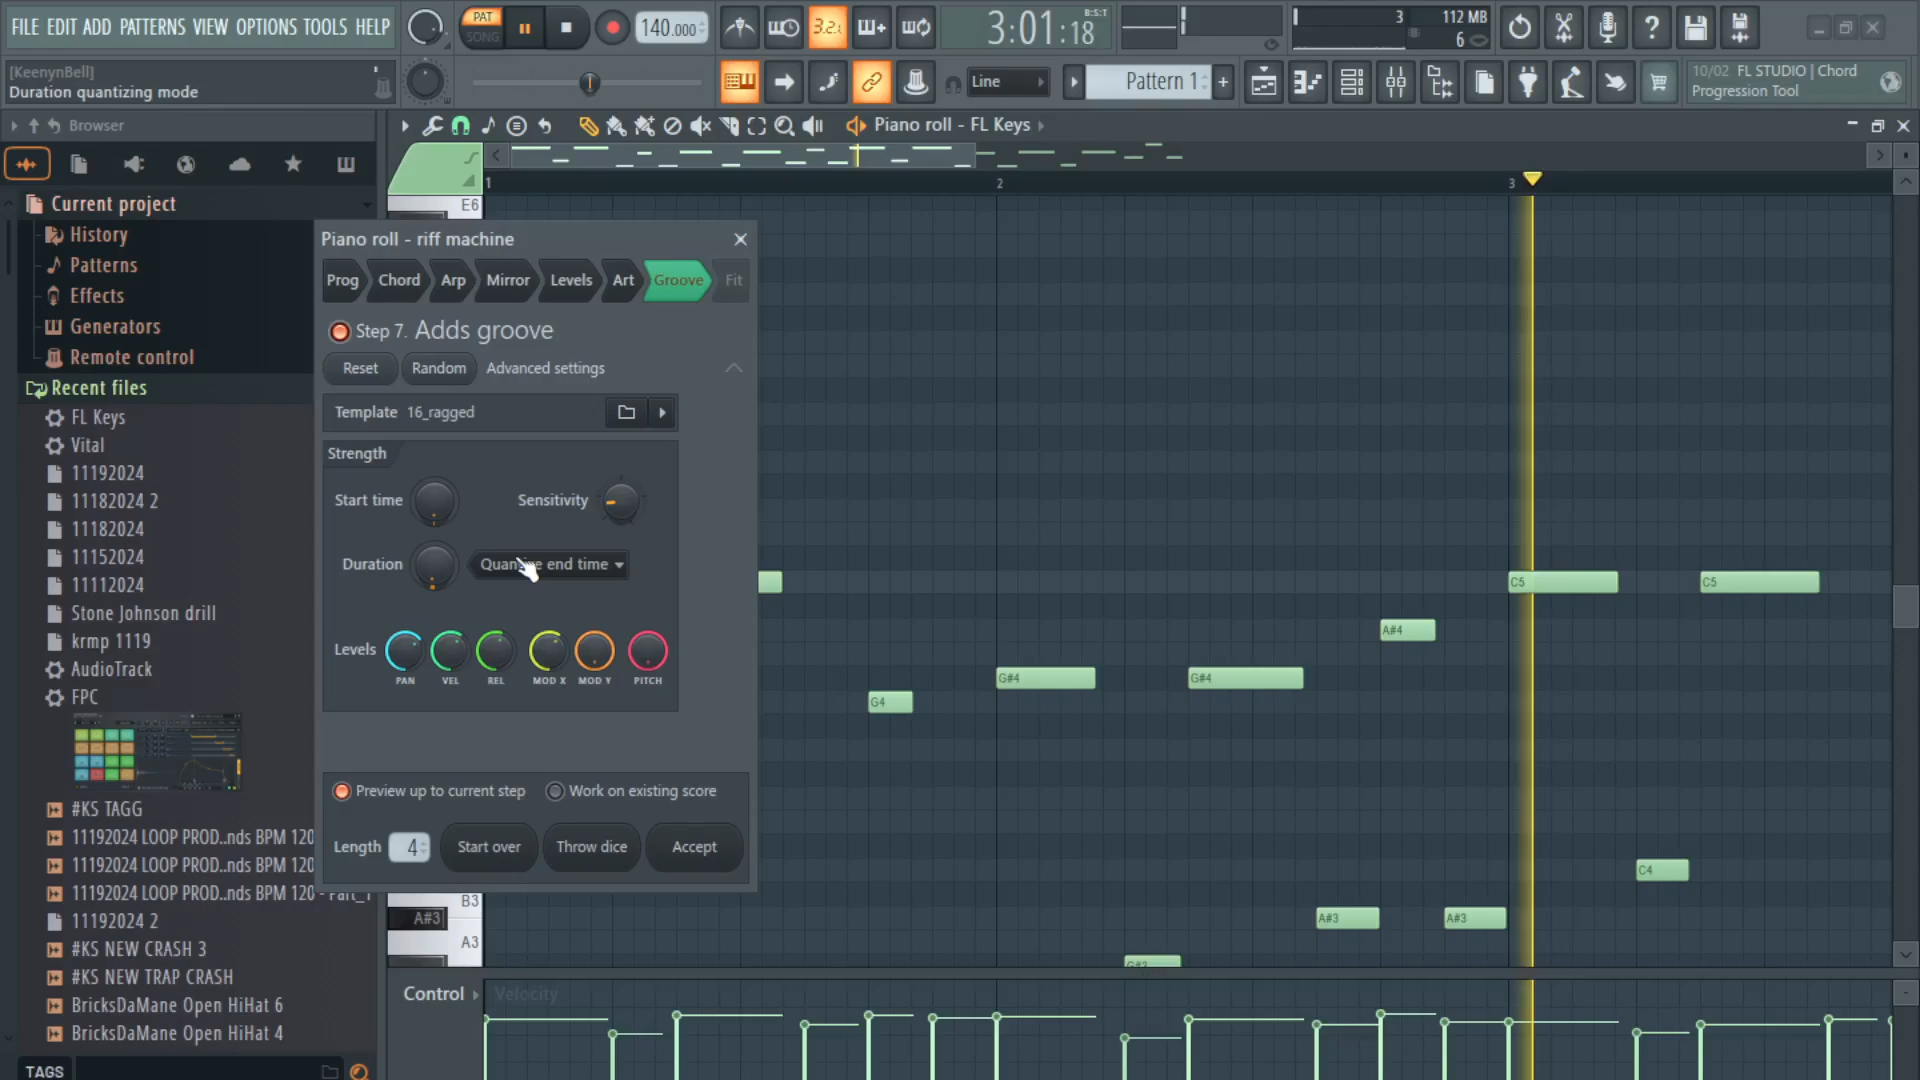 FILE EDIT ADD PATTERNS VIEW OPTIONS TOOLS HELP
PAT
SONG
140.000
3.2.
3:01:18
B:S:T
3
112 MB
6
[KeenynBell]
Duration quantizing mode
Line
Pattern 1
+
10/02 FL STUDIO | Chord
Progression Tool
Browser
Piano roll - FL Keys
1
2
3
Current project
History
Patterns
Effects
Generators
Remote control
Recent files
FL Keys
Vital
11192024
11182024 2
11182024
11152024
11112024
Stone Johnson drill
krmp 1119
AudioTrack
FPC
#KS TAGG
11192024 LOOP PROD..nds BPM 120
11192024 LOOP PROD..nds BPM 120
11192024 LOOP PROD..nds BPM 120 - Part_1
11192024 2
#KS NEW CRASH 3
#KS NEW TRAP CRASH
BricksDaMane Open HiHat 6
BricksDaMane Open HiHat 4
TAGS
Piano roll - riff machine
Prog
Chord
Arp
Mirror
Levels
Art
Groove
Fit
Step 7. Adds groove
Reset
Random
Advanced settings
Template 16_ragged
Strength
Start time
Sensitivity
Duration
Quantize end time
Levels
PAN
VEL
REL
MOD X
MOD Y
PITCH
Preview up to current step
Work on existing score
Length
4
Start over
Throw dice
Accept
E6
B3
A#3
A3
C5
C5
A#4
G#4
G#4
G4
C4
A#3
A#3
Control
Velocity